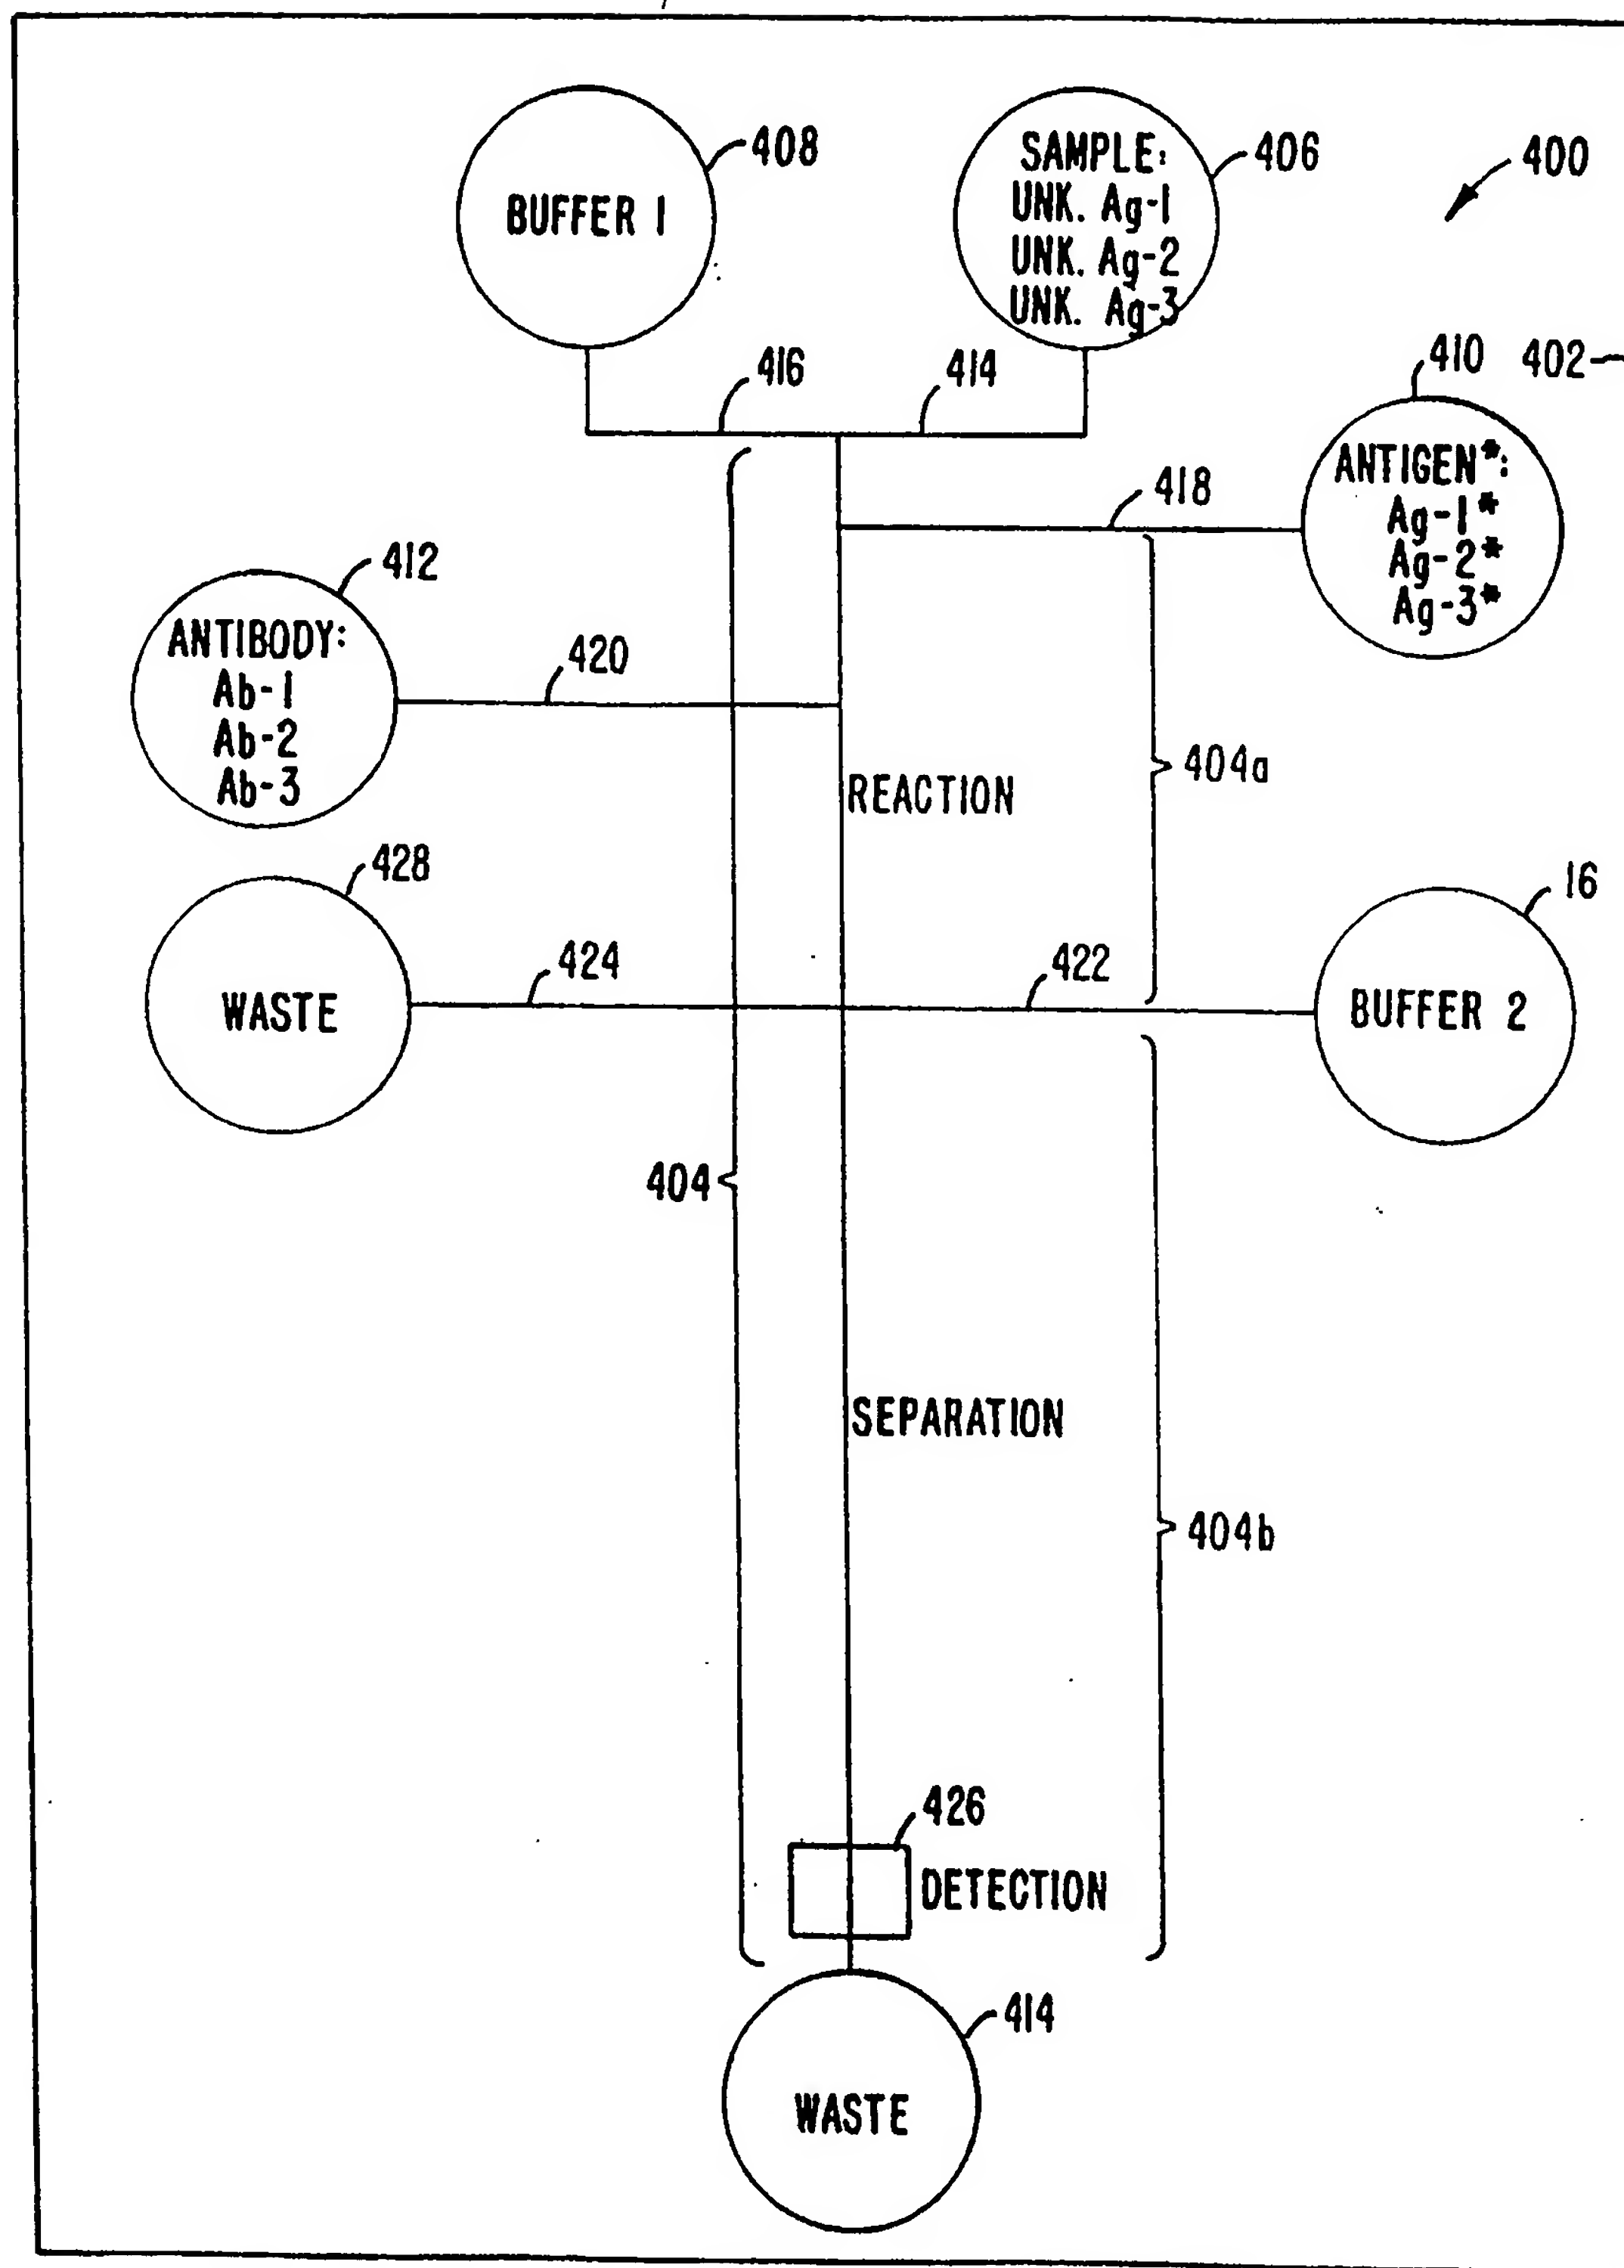 408
BUFFER 1
406
SAMPLE:
UNK. Ag-1
UNK. Ag-2
UNK. Ag-3
400
416
414
410
402
ANTIGEN*:
Ag-1*
Ag-2*
Ag-3*
418
412
ANTIBODY:
Ab-1
Ab-2
Ab-3
420
REACTION
404a
428
WASTE
424
422
16
BUFFER 2
404
SEPARATION
404b
426
DETECTION
414
WASTE